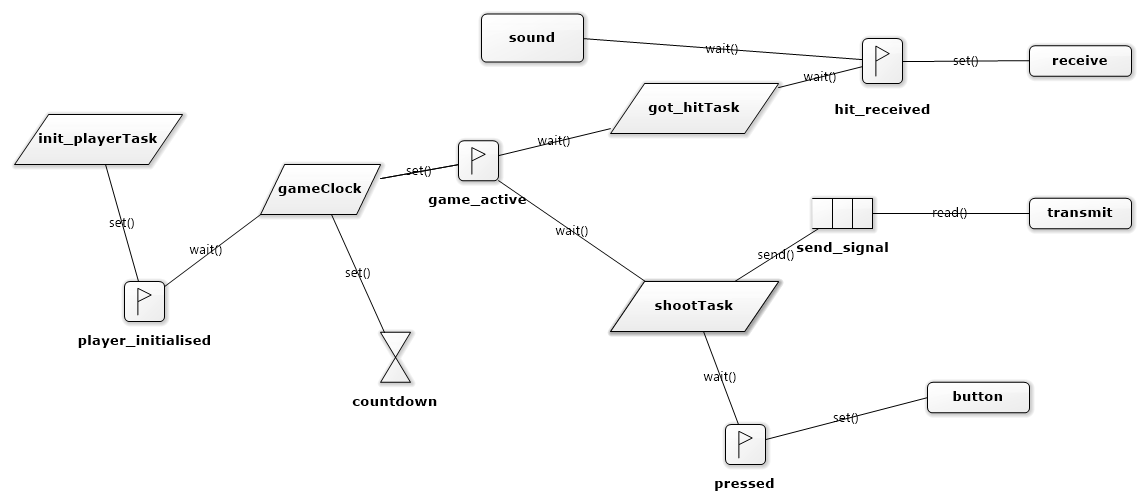 sound
wait()
set()
receive
wait()
got_hitTask
hit_received
init_playerTask
wait()
set()
gameClock
game_active
set()
wait()
wait()
player_initialised
set()
countdown
send_signal
read()
transmit
send()
shootTask
wait()
button
set()
pressed